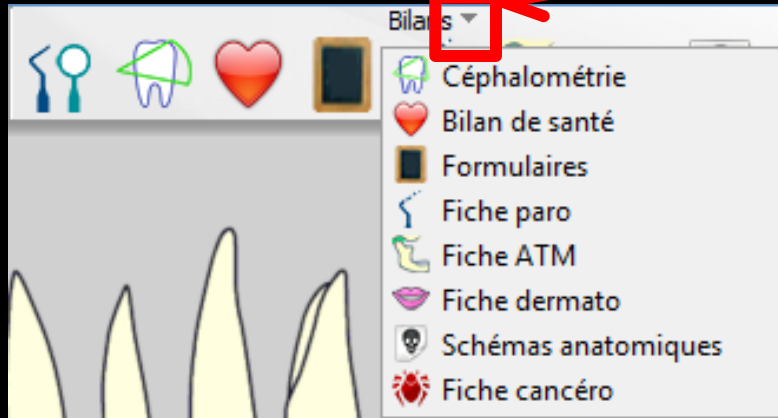 Bilans
Céphalométrie
Bilan de santé
Formulaires
Fiche paro
Fiche ATM
Fiche dermato
Schémas anatomiques
Fiche cancéro